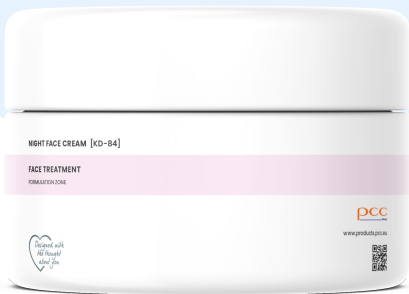 NIGHT FACE CREAM [KD-84]
FACE TREATMENT
FORMULATION ZONE
pcc
www.products.pcc.eu
Designed with
the thought
about you